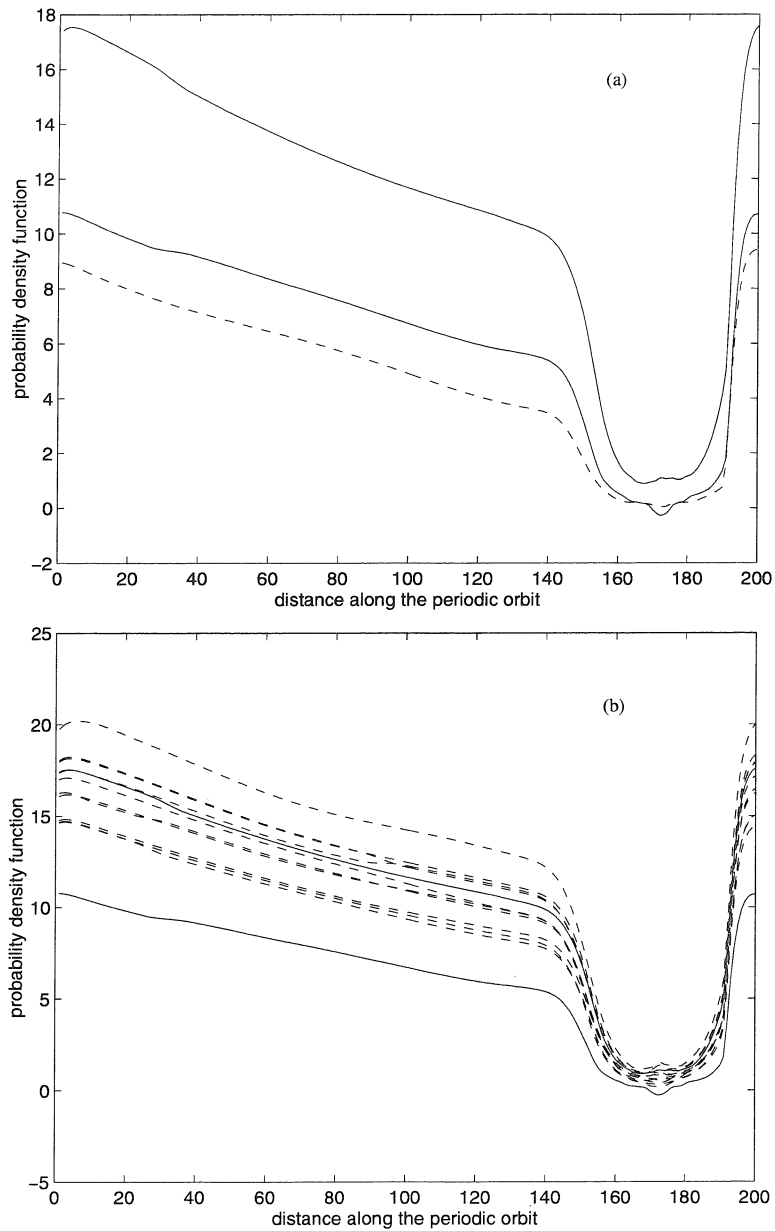 18
16
14
12
10
8
6
4
2
0
−2
probability density function
(a)
0 20 40 60 80 100 120 140 160 180 200
distance along the periodic orbit
25
20
15
10
5
0
−5
probability density function
(b)
0 20 40 60 80 100 120 140 160 180 200
distance along the periodic orbit